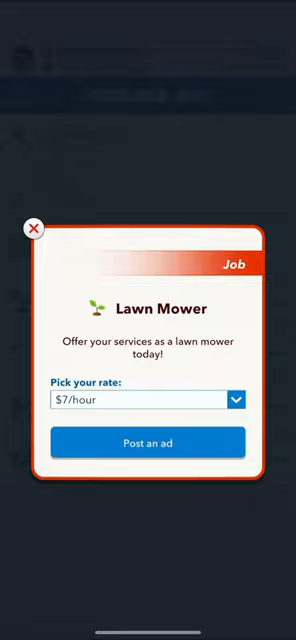 Job
Lawn Mower
Offer your services as a lawn mower
today!
Pick your rate:
$7/hour
Post an ad